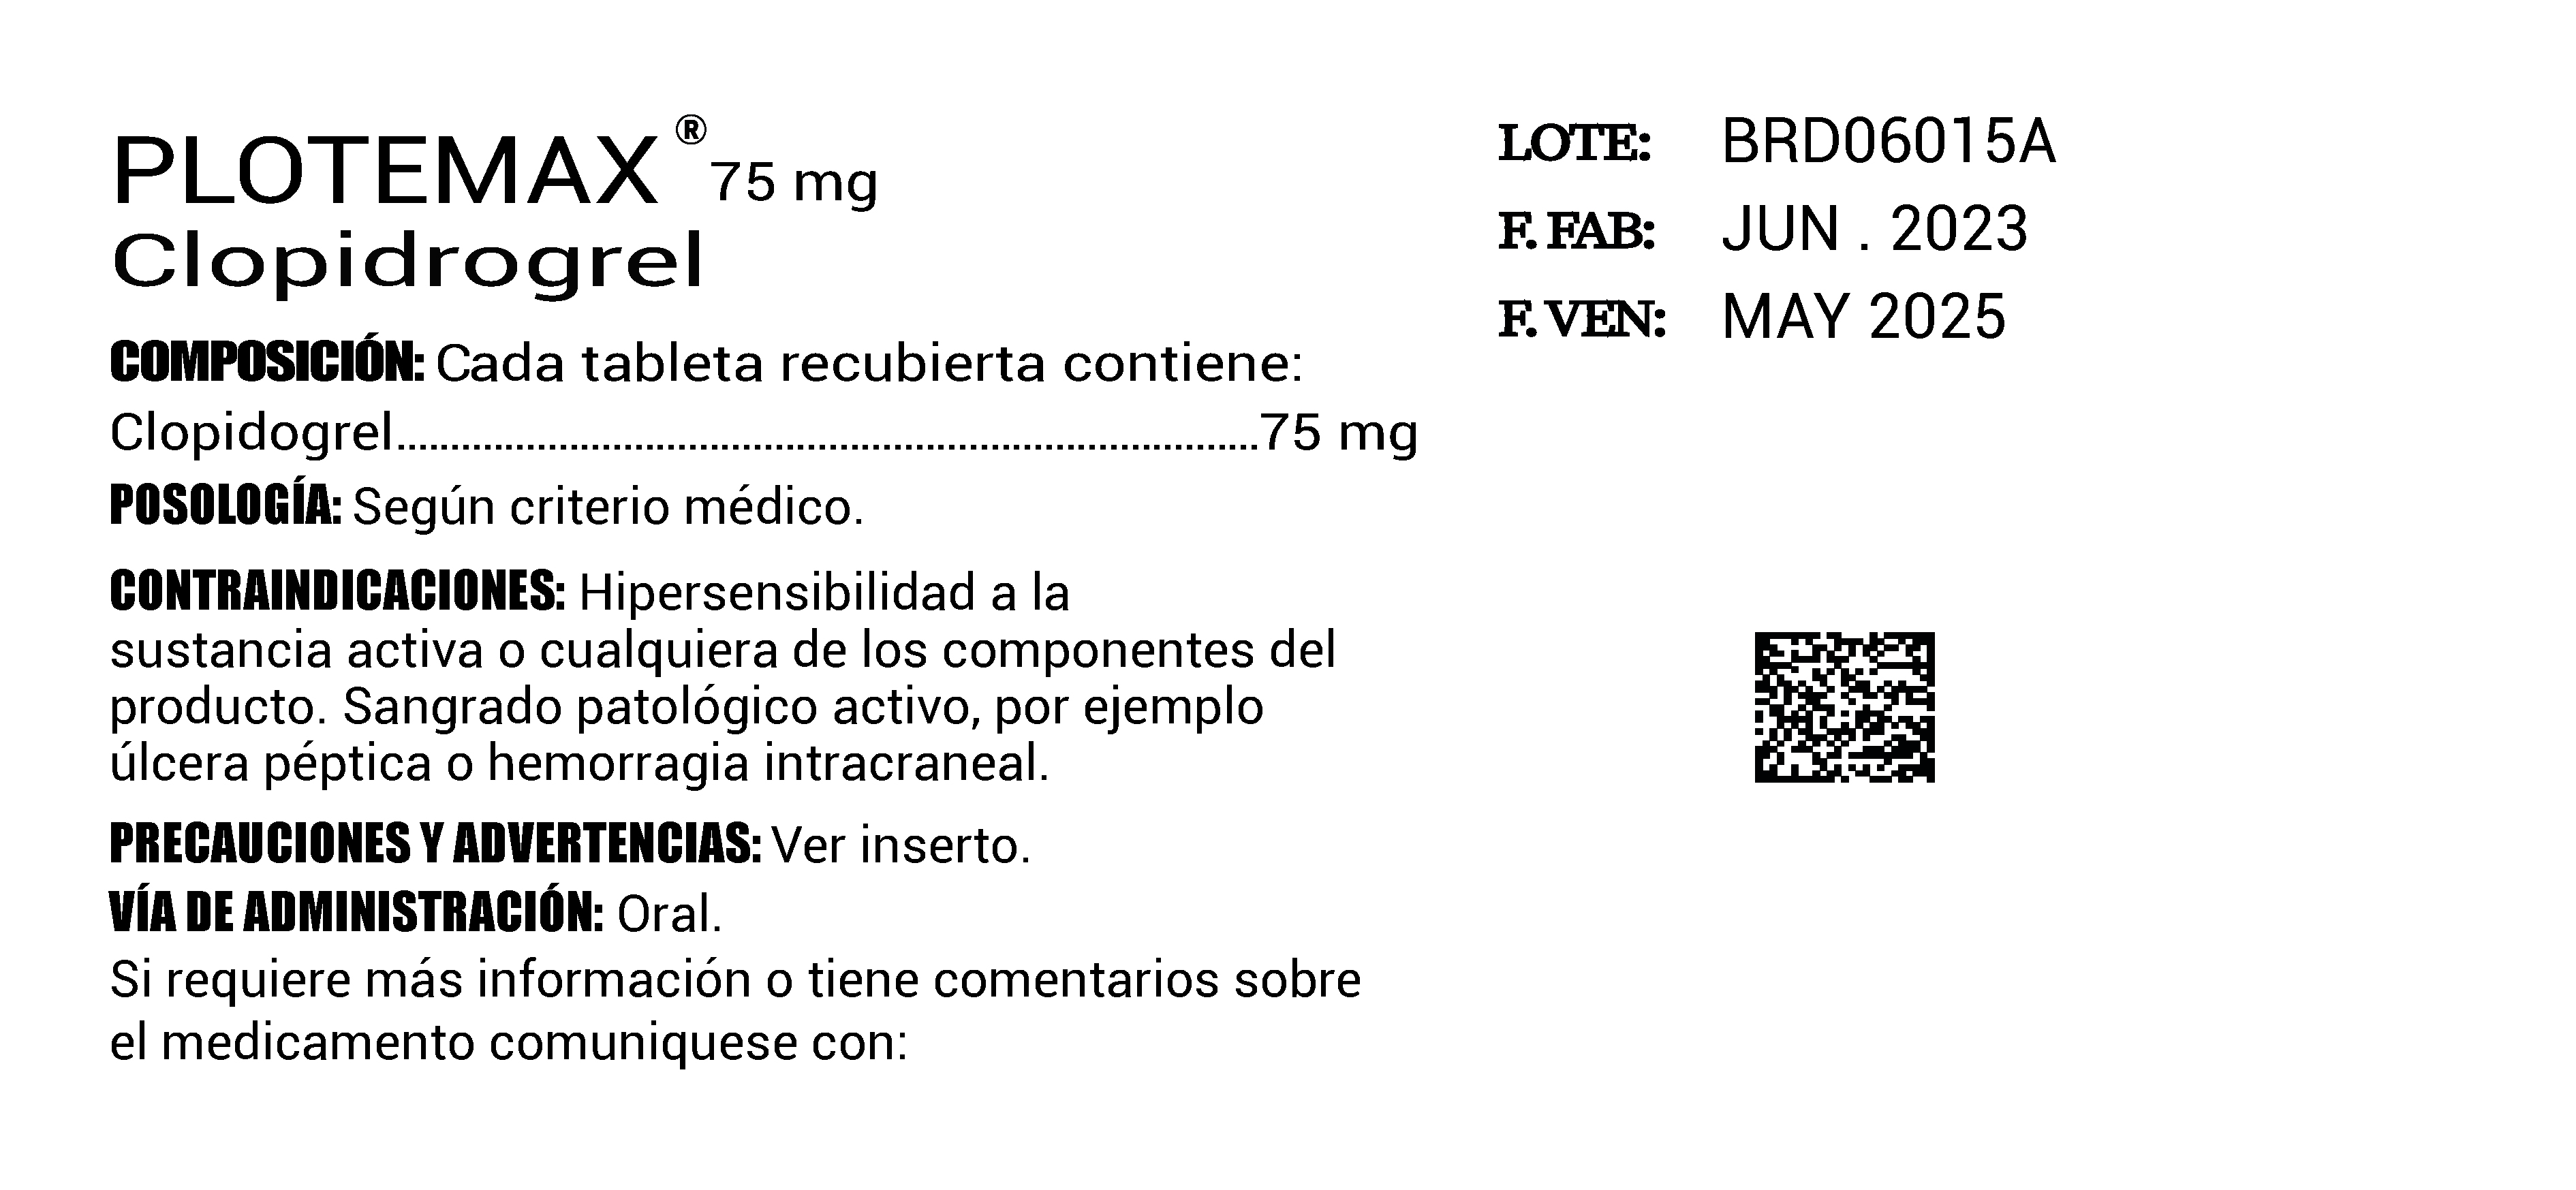 PLOTEMAX® 75 mg
Clopidrogrel
COMPOSICIÓN: Cada tableta recubierta contiene:
Clopidogrel................................................................................75 mg
POSOLOGÍA: Según criterio médico.
CONTRAINDICACIONES: Hipersensibilidad a la
sustancia activa o cualquiera de los componentes del
producto. Sangrado patológico activo, por ejemplo
úlcera péptica o hemorragia intracraneal.
PRECAUCIONES Y ADVERTENCIAS: Ver inserto.
VÍA DE ADMINISTRACIÓN: Oral.
Si requiere más información o tiene comentarios sobre
el medicamento comuniquese con:
LOTE: BRD06015A
F. FAB: JUN . 2023
F. VEN: MAY 2025